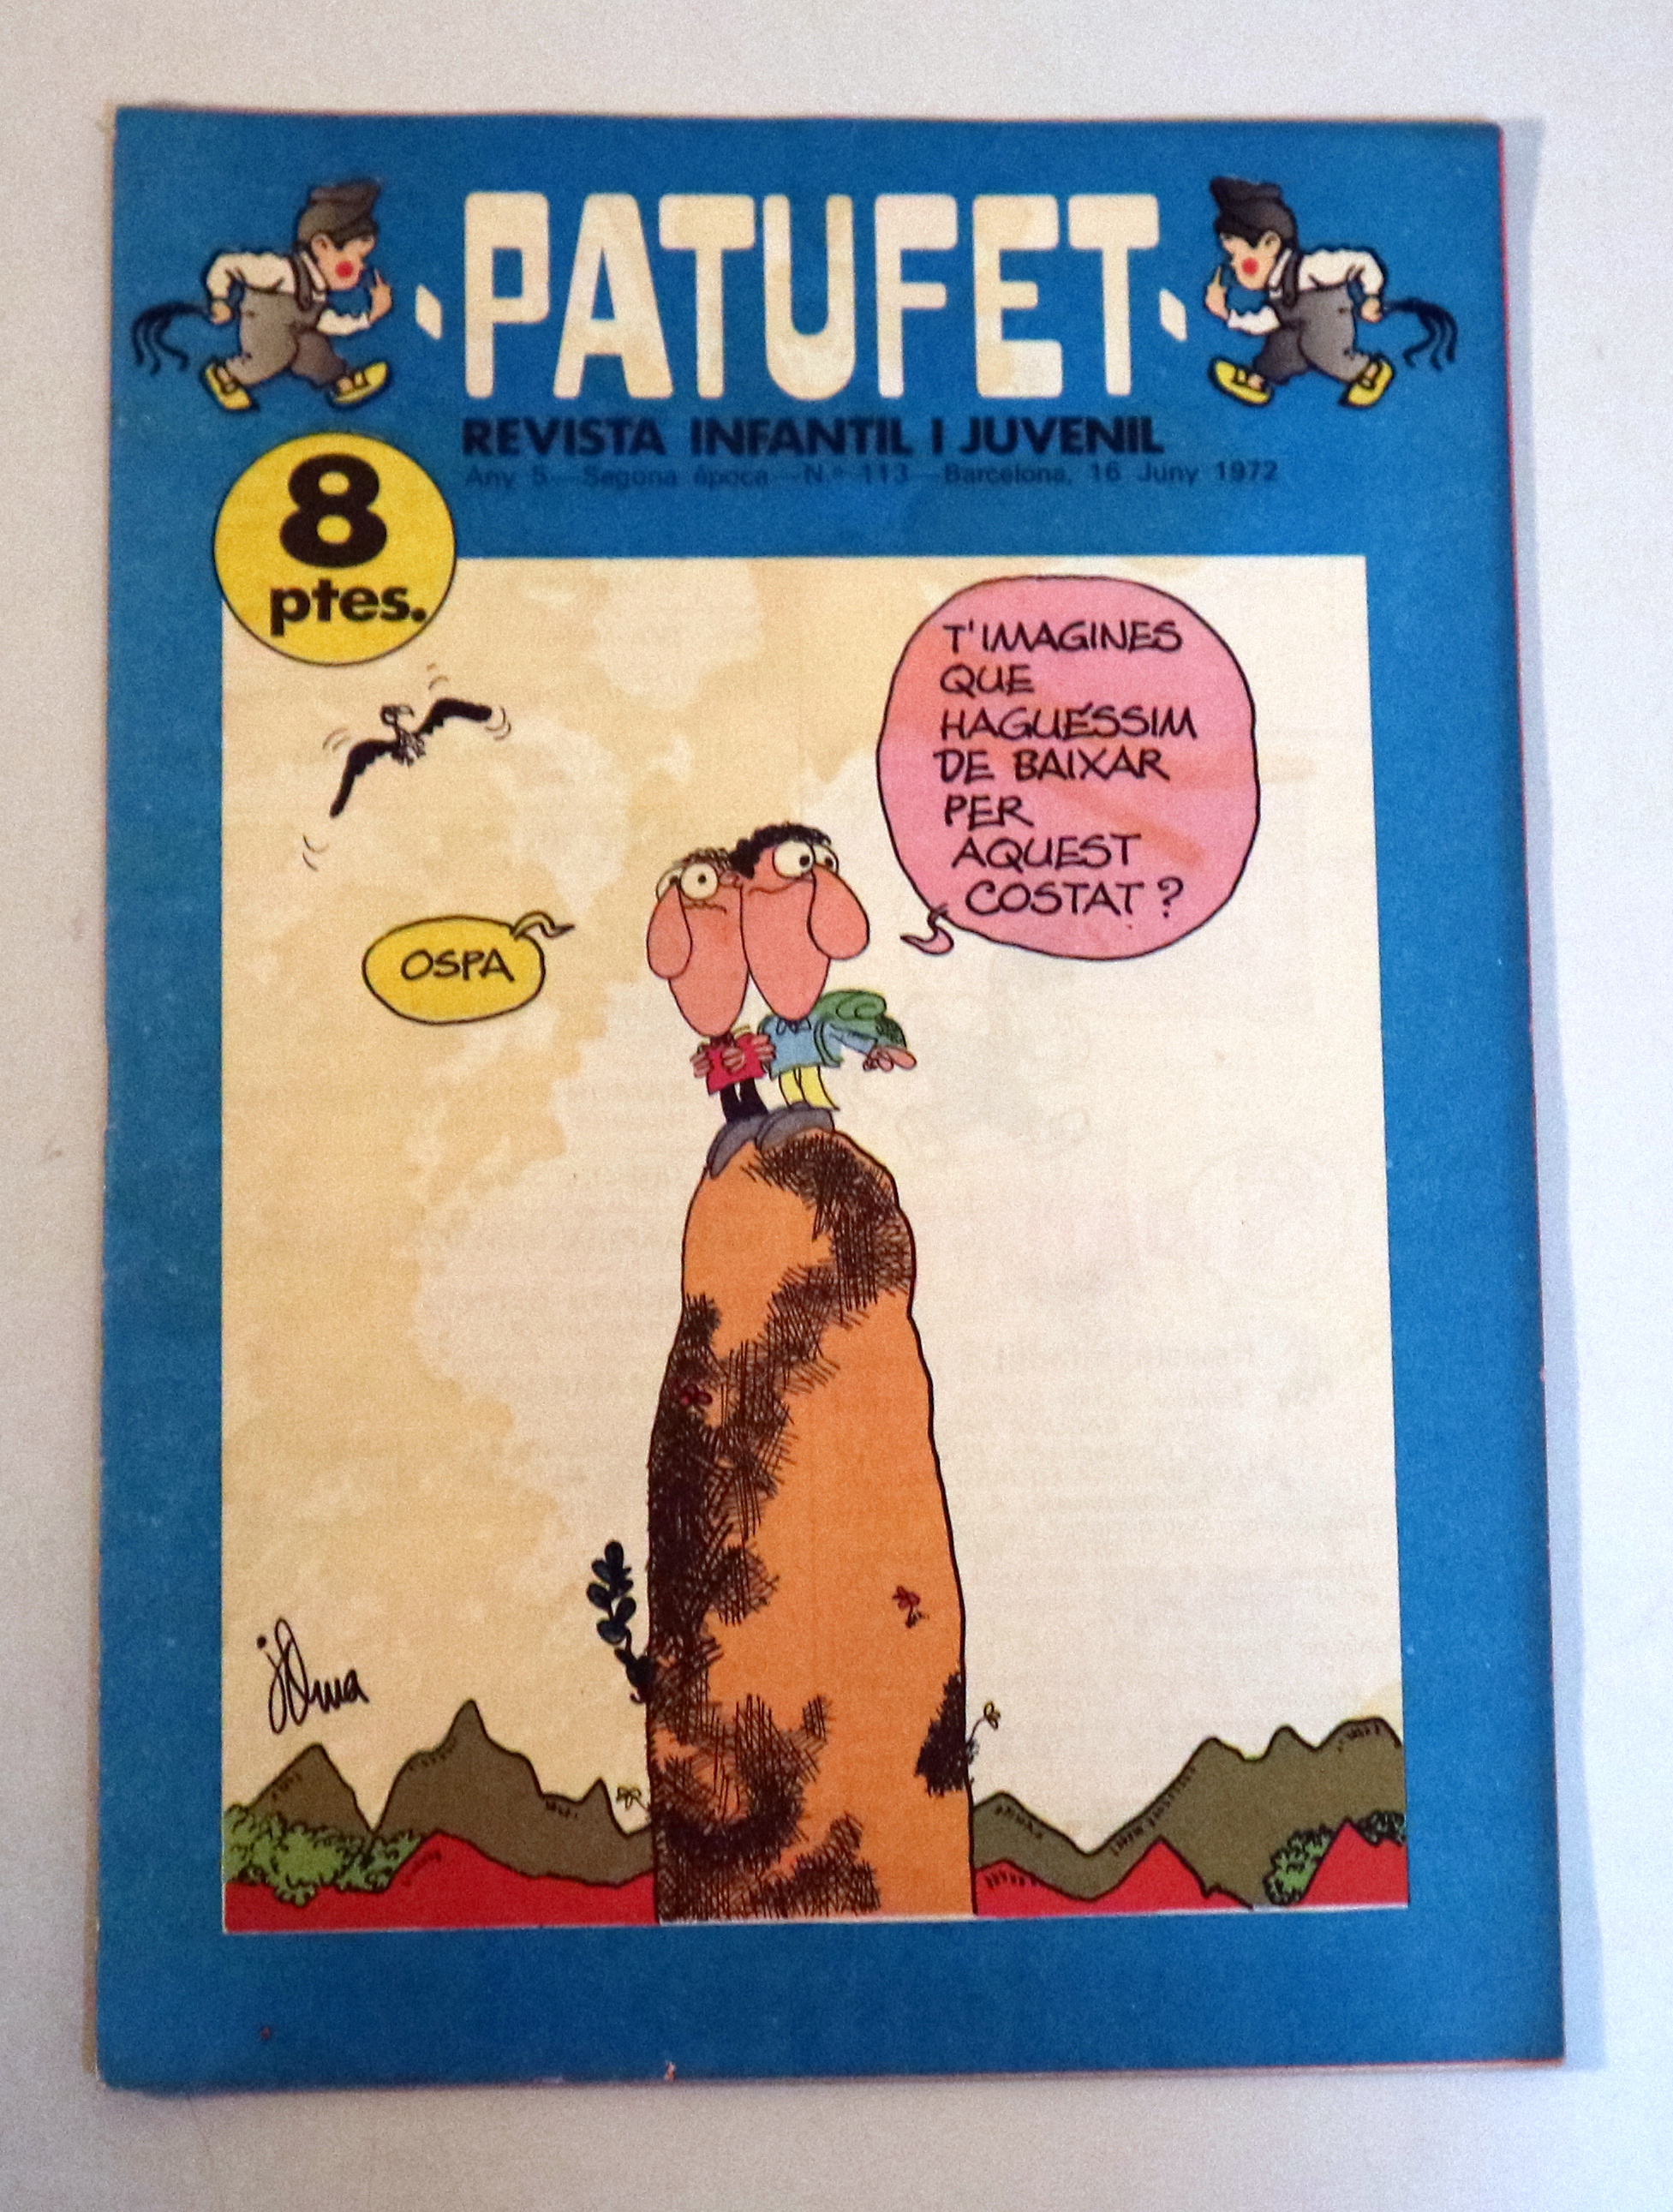 PATUFET
REVISTA INFANTIL I JUVENIL
Any 5 - Segona època - N.º 113 - Barcelona, 16 Juny 1972
8
ptes.
T'IMAGINES
QUE
HAGUÉSSIM
DE BAIXAR
PER
AQUEST
COSTAT?
OSPA